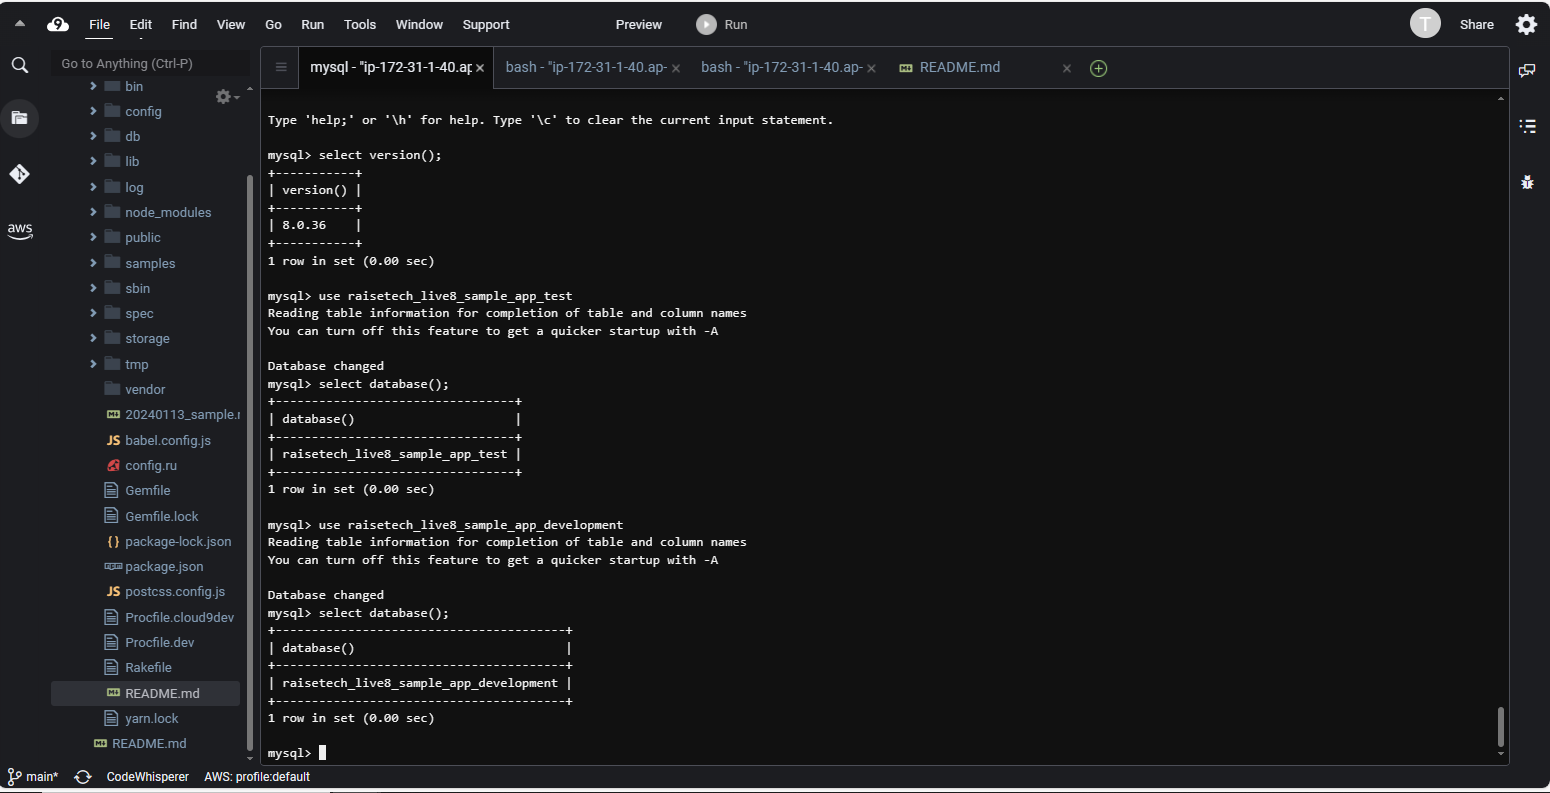 File Edit Find View Go Run Tools Window Support Preview Run T Share
Go to Anything (Ctrl-P)
mysql - "ip-172-31-1-40.ap
bash - "ip-172-31-1-40.ap-
bash - "ip-172-31-1-40.ap-
README.md
bin
config
db
lib
log
node_modules
public
samples
sbin
spec
storage
tmp
vendor
20240113_sample.r
JS babel.config.js
config.ru
Gemfile
Gemfile.lock
{} package-lock.json
package.json
JS postcss.config.js
Procfile.cloud9dev
Procfile.dev
Rakefile
README.md
yarn.lock
README.md
aws
Type 'help;' or '\h' for help. Type '\c' to clear the current input statement.
mysql> select version();
+-----------+
| version() |
+-----------+
| 8.0.36    |
+-----------+
1 row in set (0.00 sec)
mysql> use raisetech_live8_sample_app_test
Reading table information for completion of table and column names
You can turn off this feature to get a quicker startup with -A
Database changed
mysql> select database();
+---------------------------------+
| database()                      |
+---------------------------------+
| raisetech_live8_sample_app_test |
+---------------------------------+
1 row in set (0.00 sec)
mysql> use raisetech_live8_sample_app_development
Reading table information for completion of table and column names
You can turn off this feature to get a quicker startup with -A
Database changed
mysql> select database();
+----------------------------------------+
| database()                             |
+----------------------------------------+
| raisetech_live8_sample_app_development |
+----------------------------------------+
1 row in set (0.00 sec)
mysql>
main* CodeWhisperer AWS: profile:default